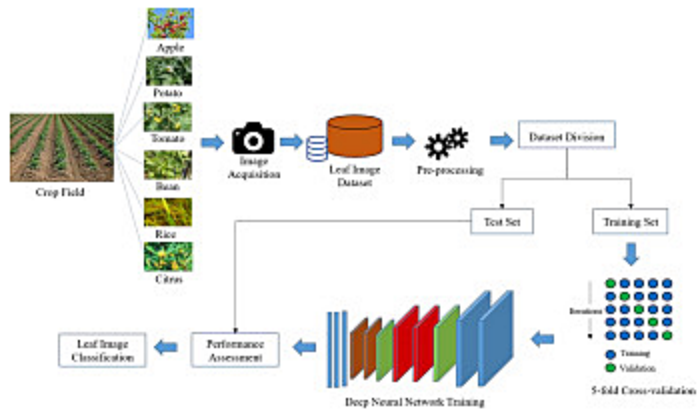 Apple
Potato
Tomato
Bean
Rice
Citrus
Crop Field
Image
Acquisition
Leaf Image
Dataset
Pre-processing
Dataset Division
Test Set
Training Set
Iterations
Training
Validation
5-fold Cross-validation
Deep Neural Network Training
Performance
Assessment
Leaf Image
Classification